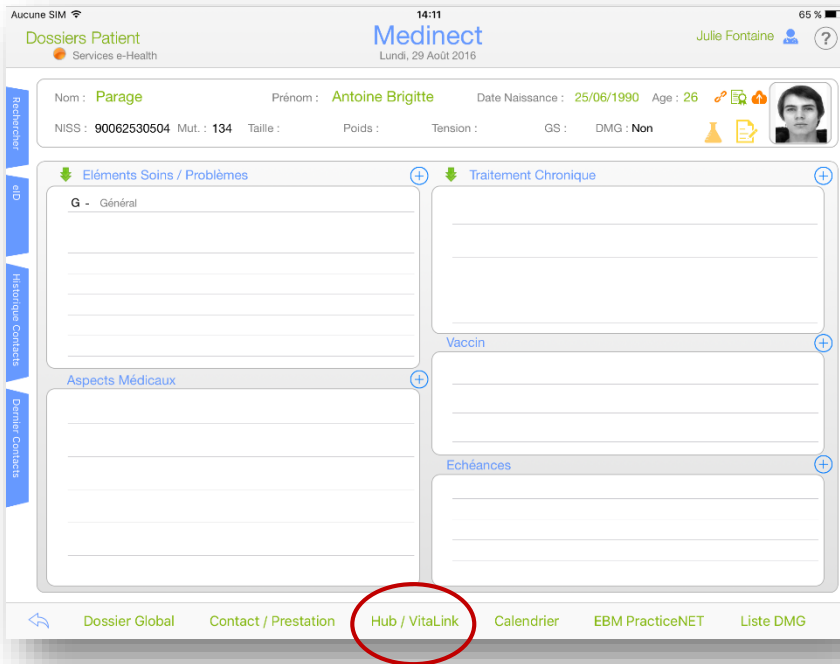 Aucune SIM 14:11 65 %
Dossiers Patient Medinect Julie Fontaine ?
Services e-Health Lundi, 29 Août 2016
Nom : Parage Prénom : Antoine Brigitte Date Naissance : 25/06/1990 Age : 26
NISS : 90062530504 Mut. : 134 Taille : Poids : Tension : GS : DMG : Non
Rechercher
eID
Historique Contacts
Dernier Contacts
Eléments Soins / Problèmes
G - Général
Aspects Médicaux
Traitement Chronique
Vaccin
Echéances
Dossier Global Contact / Prestation Hub / VitaLink Calendrier EBM PracticeNET Liste DMG